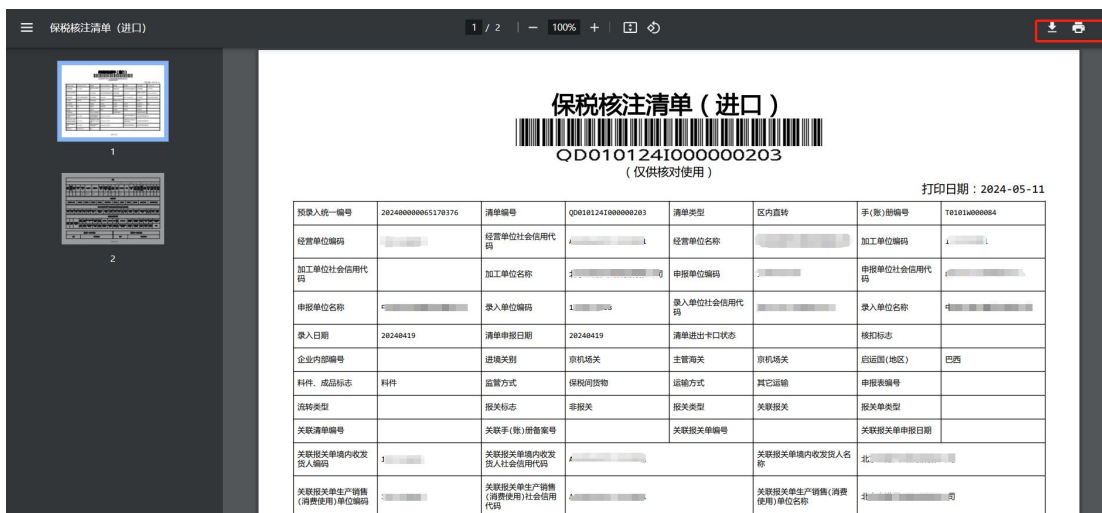 保税核注清单 (进口)
1 / 2 | − 100% +
1
2
保税核注清单（进口）
QD010124I000000203
（仅供核对使用）
打印日期：2024-05-11
预录入统一编号 202400000065170376 清单编号 QD010124I000000203 清单类型 区内直转 手(账)册编号 T0101W000084
经营单位编码 经营单位社会信用代码 经营单位名称 加工单位编码
加工单位社会信用代码 加工单位名称 申报单位编码 申报单位社会信用代码
申报单位名称 录入单位编码 录入单位社会信用代码 录入单位名称
录入日期 20240419 清单申报日期 20240419 清单进出卡口状态 核扣标志
企业内部编号 进境关别 京机场关 主管海关 京机场关 启运国(地区) 巴西
料件、成品标志 料件 监管方式 保税间货物 运输方式 其它运输 申报表编号
流转类型 报关标志 非报关 报关类型 关联报关 报关单类型
关联清单编号 关联手(账)册备案号 关联报关单编号 关联报关单申报日期
关联报关单境内收发货人编码 关联报关单境内收发货人社会信用代码 关联报关单境内收发货人名称
关联报关单生产销售(消费使用)单位编码 关联报关单生产销售(消费使用)社会信用代码 关联报关单生产销售(消费使用)单位名称